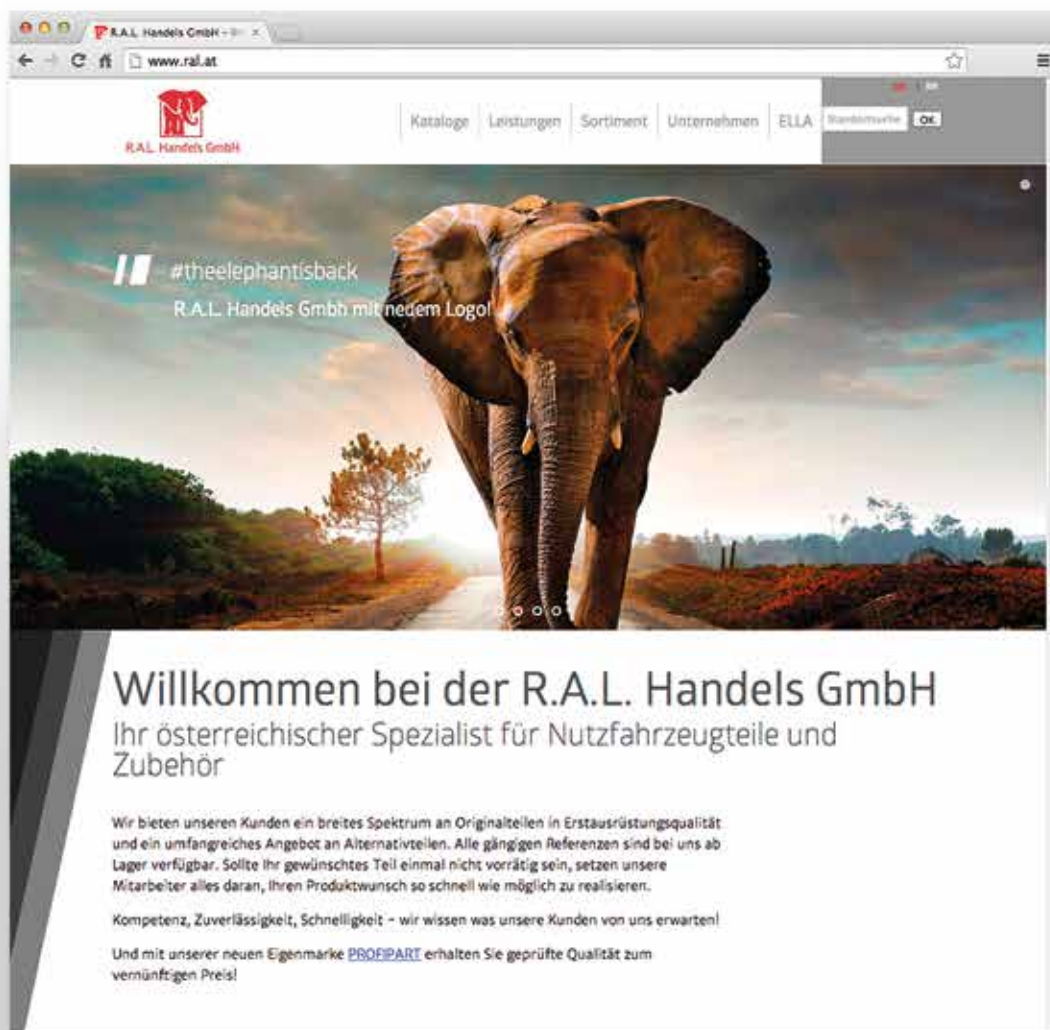 R.A.L. Handels GmbH -
www.ral.at
R.A.L. Handels GmbH
Kataloge
Leistungen
Sortiment
Unternehmen
ELLA
Standortsuche
OK
#theelephantisback
R.A.L. Handels Gmbh mit neuem Logo!
Willkommen bei der R.A.L. Handels GmbH
Ihr österreichischer Spezialist für Nutzfahrzeugteile und
Zubehör
Wir bieten unseren Kunden ein breites Spektrum an Originalteilen in Erstausrüstungsqualität
und ein umfangreiches Angebot an Alternativteilen. Alle gängigen Referenzen sind bei uns ab
Lager verfügbar. Sollte Ihr gewünschtes Teil einmal nicht vorrätig sein, setzen unsere
Mitarbeiter alles daran, Ihren Produktwunsch so schnell wie möglich zu realisieren.
Kompetenz, Zuverlässigkeit, Schnelligkeit – wir wissen was unsere Kunden von uns erwarten!
Und mit unserer neuen Eigenmarke PROFIPART erhalten Sie geprüfte Qualität zum
vernünftigen Preis!